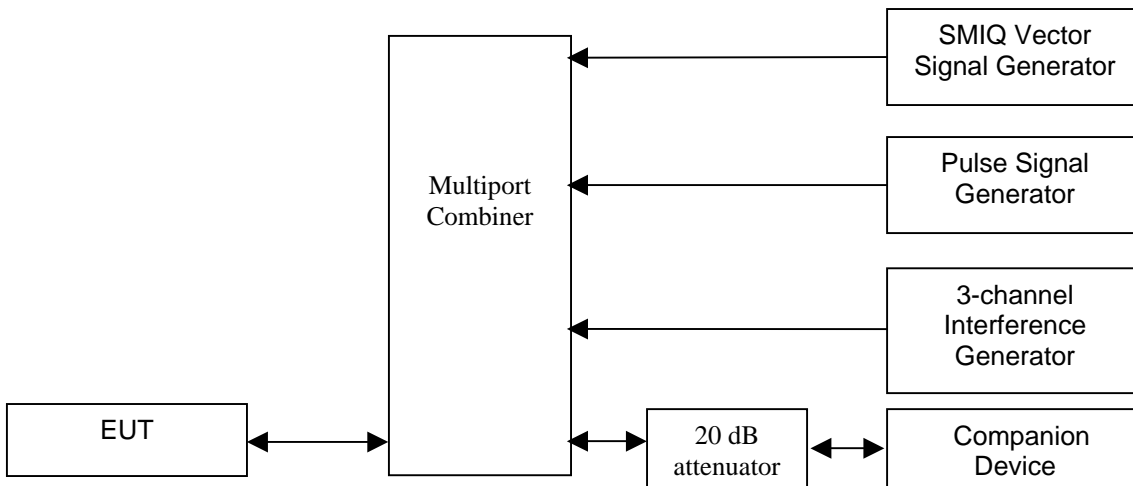 SMIQ Vector
Signal Generator
Pulse Signal
Generator
Multiport
Combiner
3-channel
Interference
Generator
EUT
20 dB
attenuator
Companion
Device